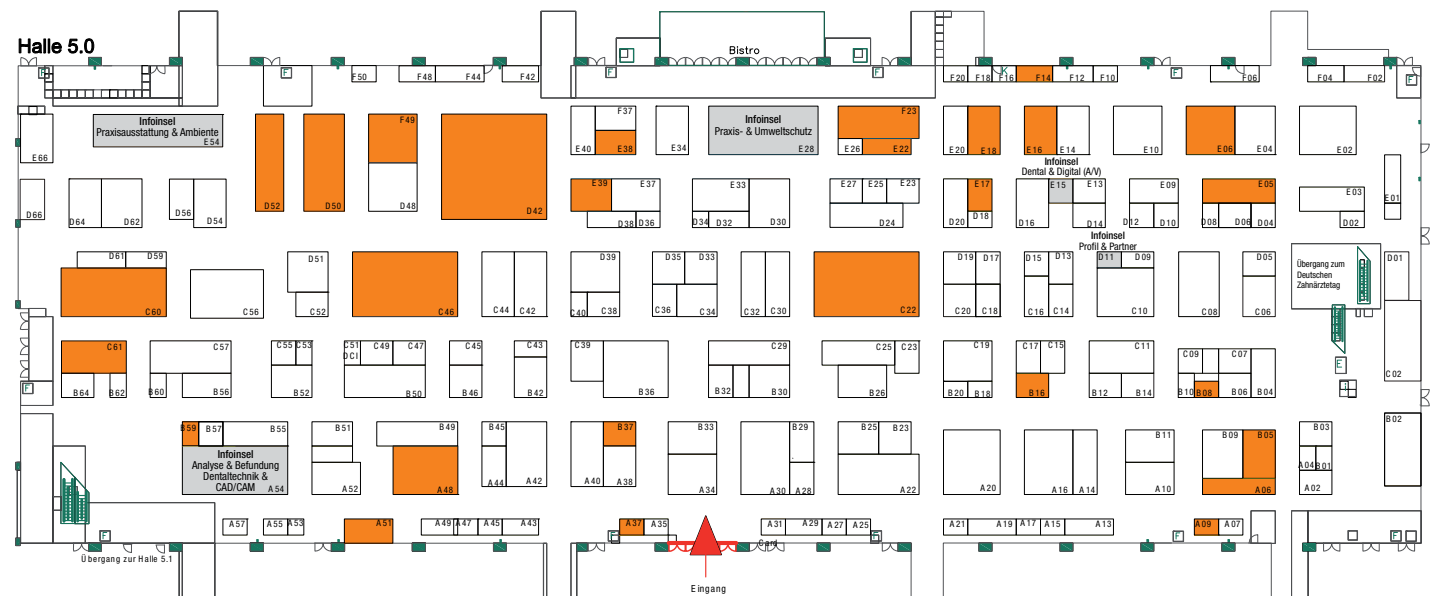 Halle 5.0
Bistro
F50
F48
F44
F42
F20
F18
F16
K
F14
F12
F10
F06
F04
F02
F
F
F
F
F
F
E66
Infoinsel
Praxisausstattung & Ambiente
E54
F49
F37
E40
E38
E34
Infoinsel
Praxis- & Umweltschutz
E28
F23
E26
E22
E20
E18
E16
E14
E10
E06
E04
E02
Infoinsel
Dental & Digital (A/V)
D66
D64
D62
D56
D54
D52
D50
D48
D42
E39
E37
D38
D36
E33
D34
D32
D30
E27
E25
E23
D24
E17
D20
D18
E15
E13
D16
D14
E09
D12
D10
E05
D08
D06
D04
E03
D02
E01
Infoinsel
Profil & Partner
D61
D59
C60
C56
D51
C52
C46
C44
C42
D39
C40
C38
D35
D33
C36
C34
C32
C30
C22
D19
D17
C20
C18
D15
D13
C16
C14
D11
D09
C10
C08
D05
C06
Übergang zum
Deutschen
Zahnärztetag
D01
C61
B64
B62
C57
B60
B56
C55
C53
B52
C51
OCI
C49
C47
B50
C45
B46
C43
B42
C39
B36
C29
B32
B30
C25
C23
B26
C19
B20
B18
C17
C15
B16
C11
B12
B14
C09
C07
B10
B08
B06
B04
E
C02
F
B59
B57
B55
Infoinsel
Analyse & Befundung
Dentaltechnik &
CAD/CAM
A54
B51
A52
B49
A48
B45
A44
A42
B37
A40
A38
B33
A34
B29
A30
A28
B25
B23
A22
A20
A16
A14
B11
A10
B09
B05
A06
B03
A04
B01
A02
B02
A57
A55
A53
A51
A49
A47
A45
A43
A37
A35
A31
A29
A27
A25
A21
A19
A17
A15
A13
A09
A07
F
F
F
F
F
Card
Übergang zur Halle 5.1
Eingang